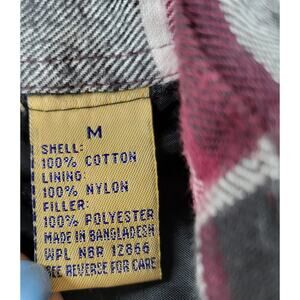 M
SHELL:
100% COTTON
LINING:
100% NYLON
FILLER:
100% POLYESTER
MADE IN BANGLADESH
WPL NBR 12866
SEE REVERSE FOR CARE